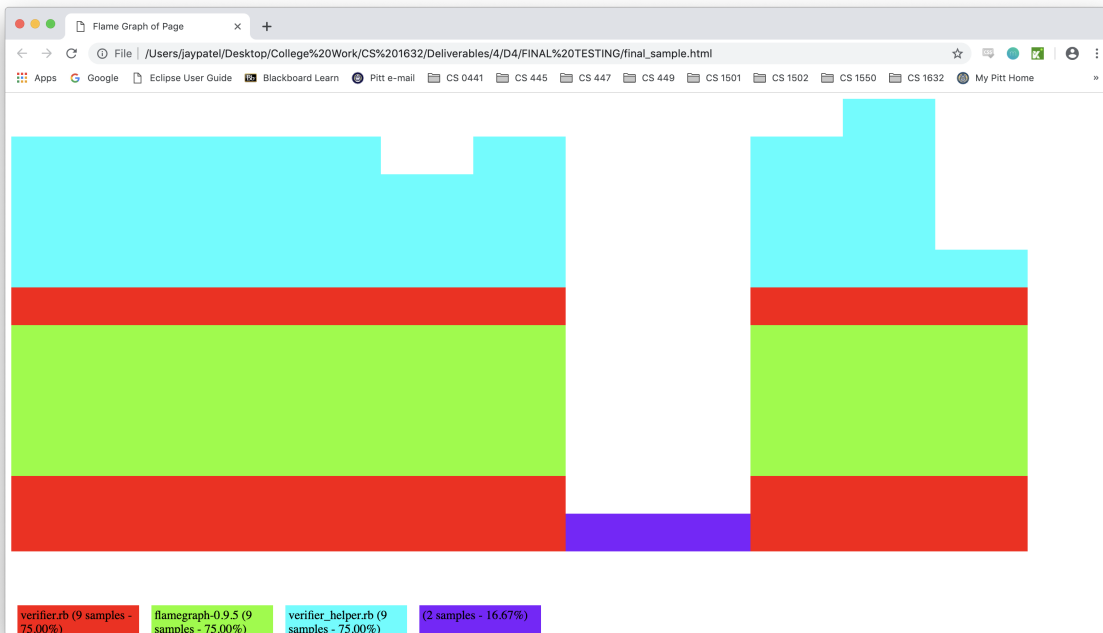 Flame Graph of Page
File /Users/jaypatel/Desktop/College%20Work/CS%201632/Deliverables/4/D4/FINAL%20TESTING/final_sample.html
Apps Google Eclipse User Guide Bb Blackboard Learn Pitt e-mail CS 0441 CS 445 CS 447 CS 449 CS 1501 CS 1502 CS 1550 CS 1632 My Pitt Home »
verifier.rb (9 samples -
75.00%)
flamegraph-0.9.5 (9
samples - 75.00%)
verifier_helper.rb (9
samples - 75.00%)
(2 samples - 16.67%)